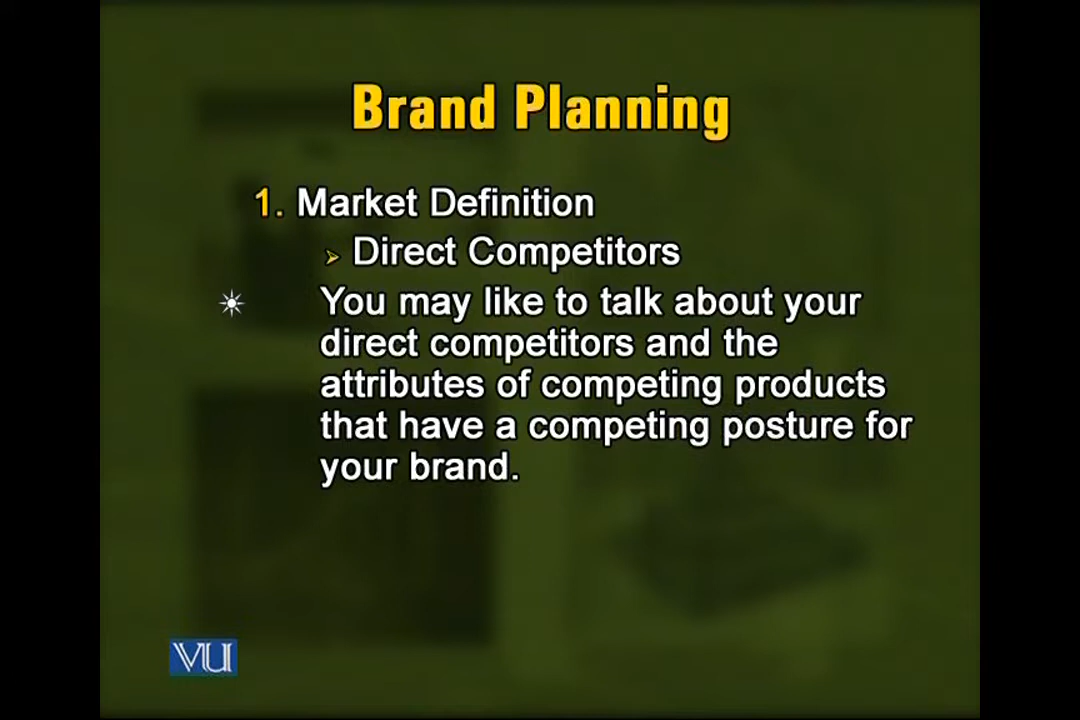 Brand Planning
1. Market Definition
➢ Direct Competitors
☀ You may like to talk about your
direct competitors and the
attributes of competing products
that have a competing posture for
your brand.
VU